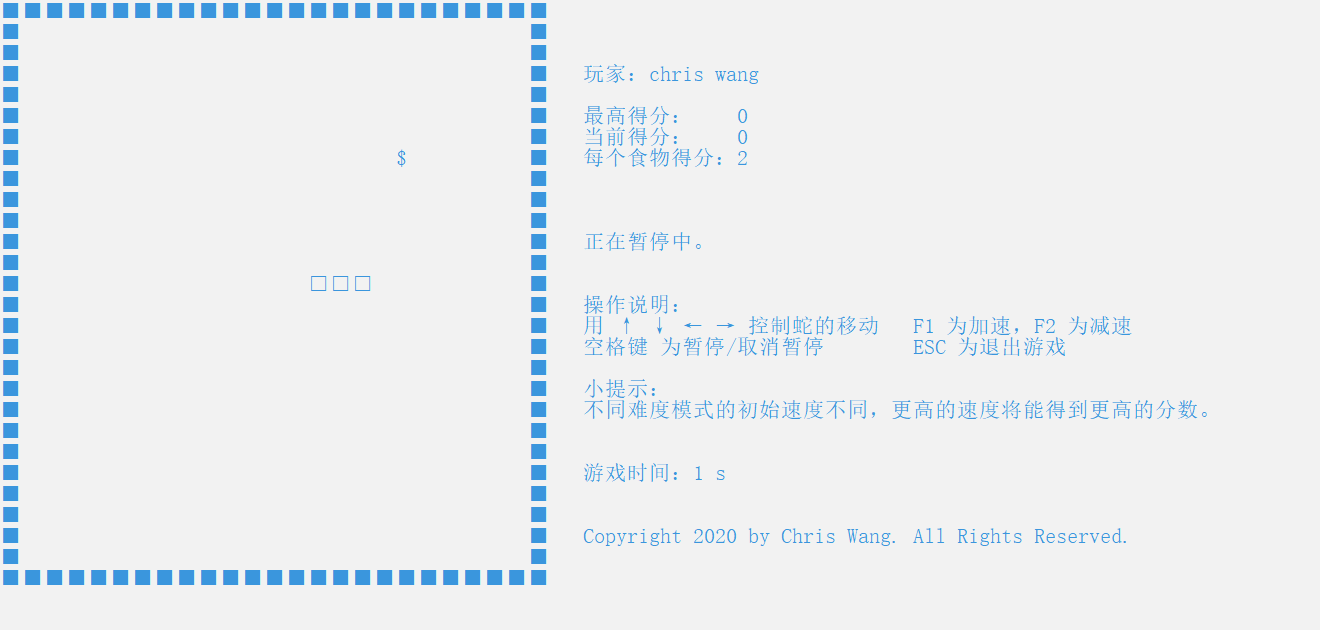 玩家: chris wang
最高得分: 0
当前得分: 0
每个食物得分: 2
$
正在暂停中。
操作说明:
用 ↑ ↓ ← → 控制蛇的移动 F1 为加速, F2 为减速
空格键 为暂停/取消暂停 ESC 为退出游戏
小提示:
不同难度模式的初始速度不同, 更高的速度将能得到更高的分数。
游戏时间: 1 s
Copyright 2020 by Chris Wang. All Rights Reserved.